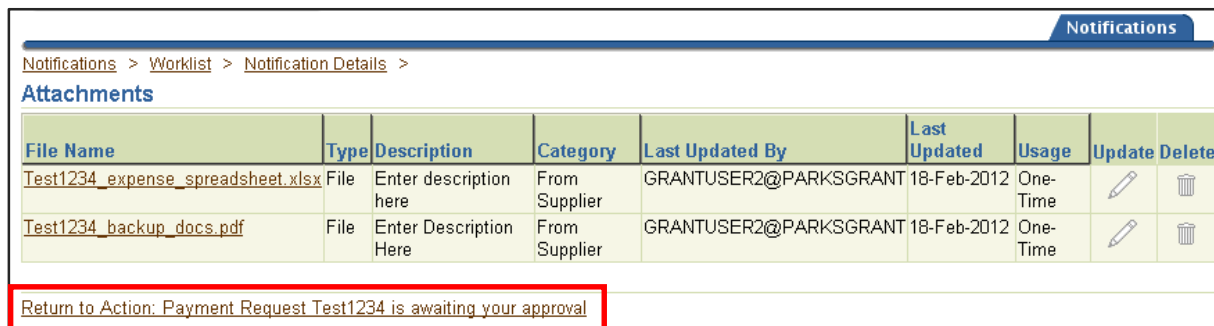 Notifications
Notifications > Worklist > Notification Details >
Attachments
File Name Type Description Category Last Updated By Last Updated Usage Update Delete
Test1234_expense_spreadsheet.xlsx File Enter description here From Supplier GRANTUSER2@PARKSGRANT 18-Feb-2012 One-Time
Test1234_backup_docs.pdf File Enter Description Here From Supplier GRANTUSER2@PARKSGRANT 18-Feb-2012 One-Time
Return to Action: Payment Request Test1234 is awaiting your approval